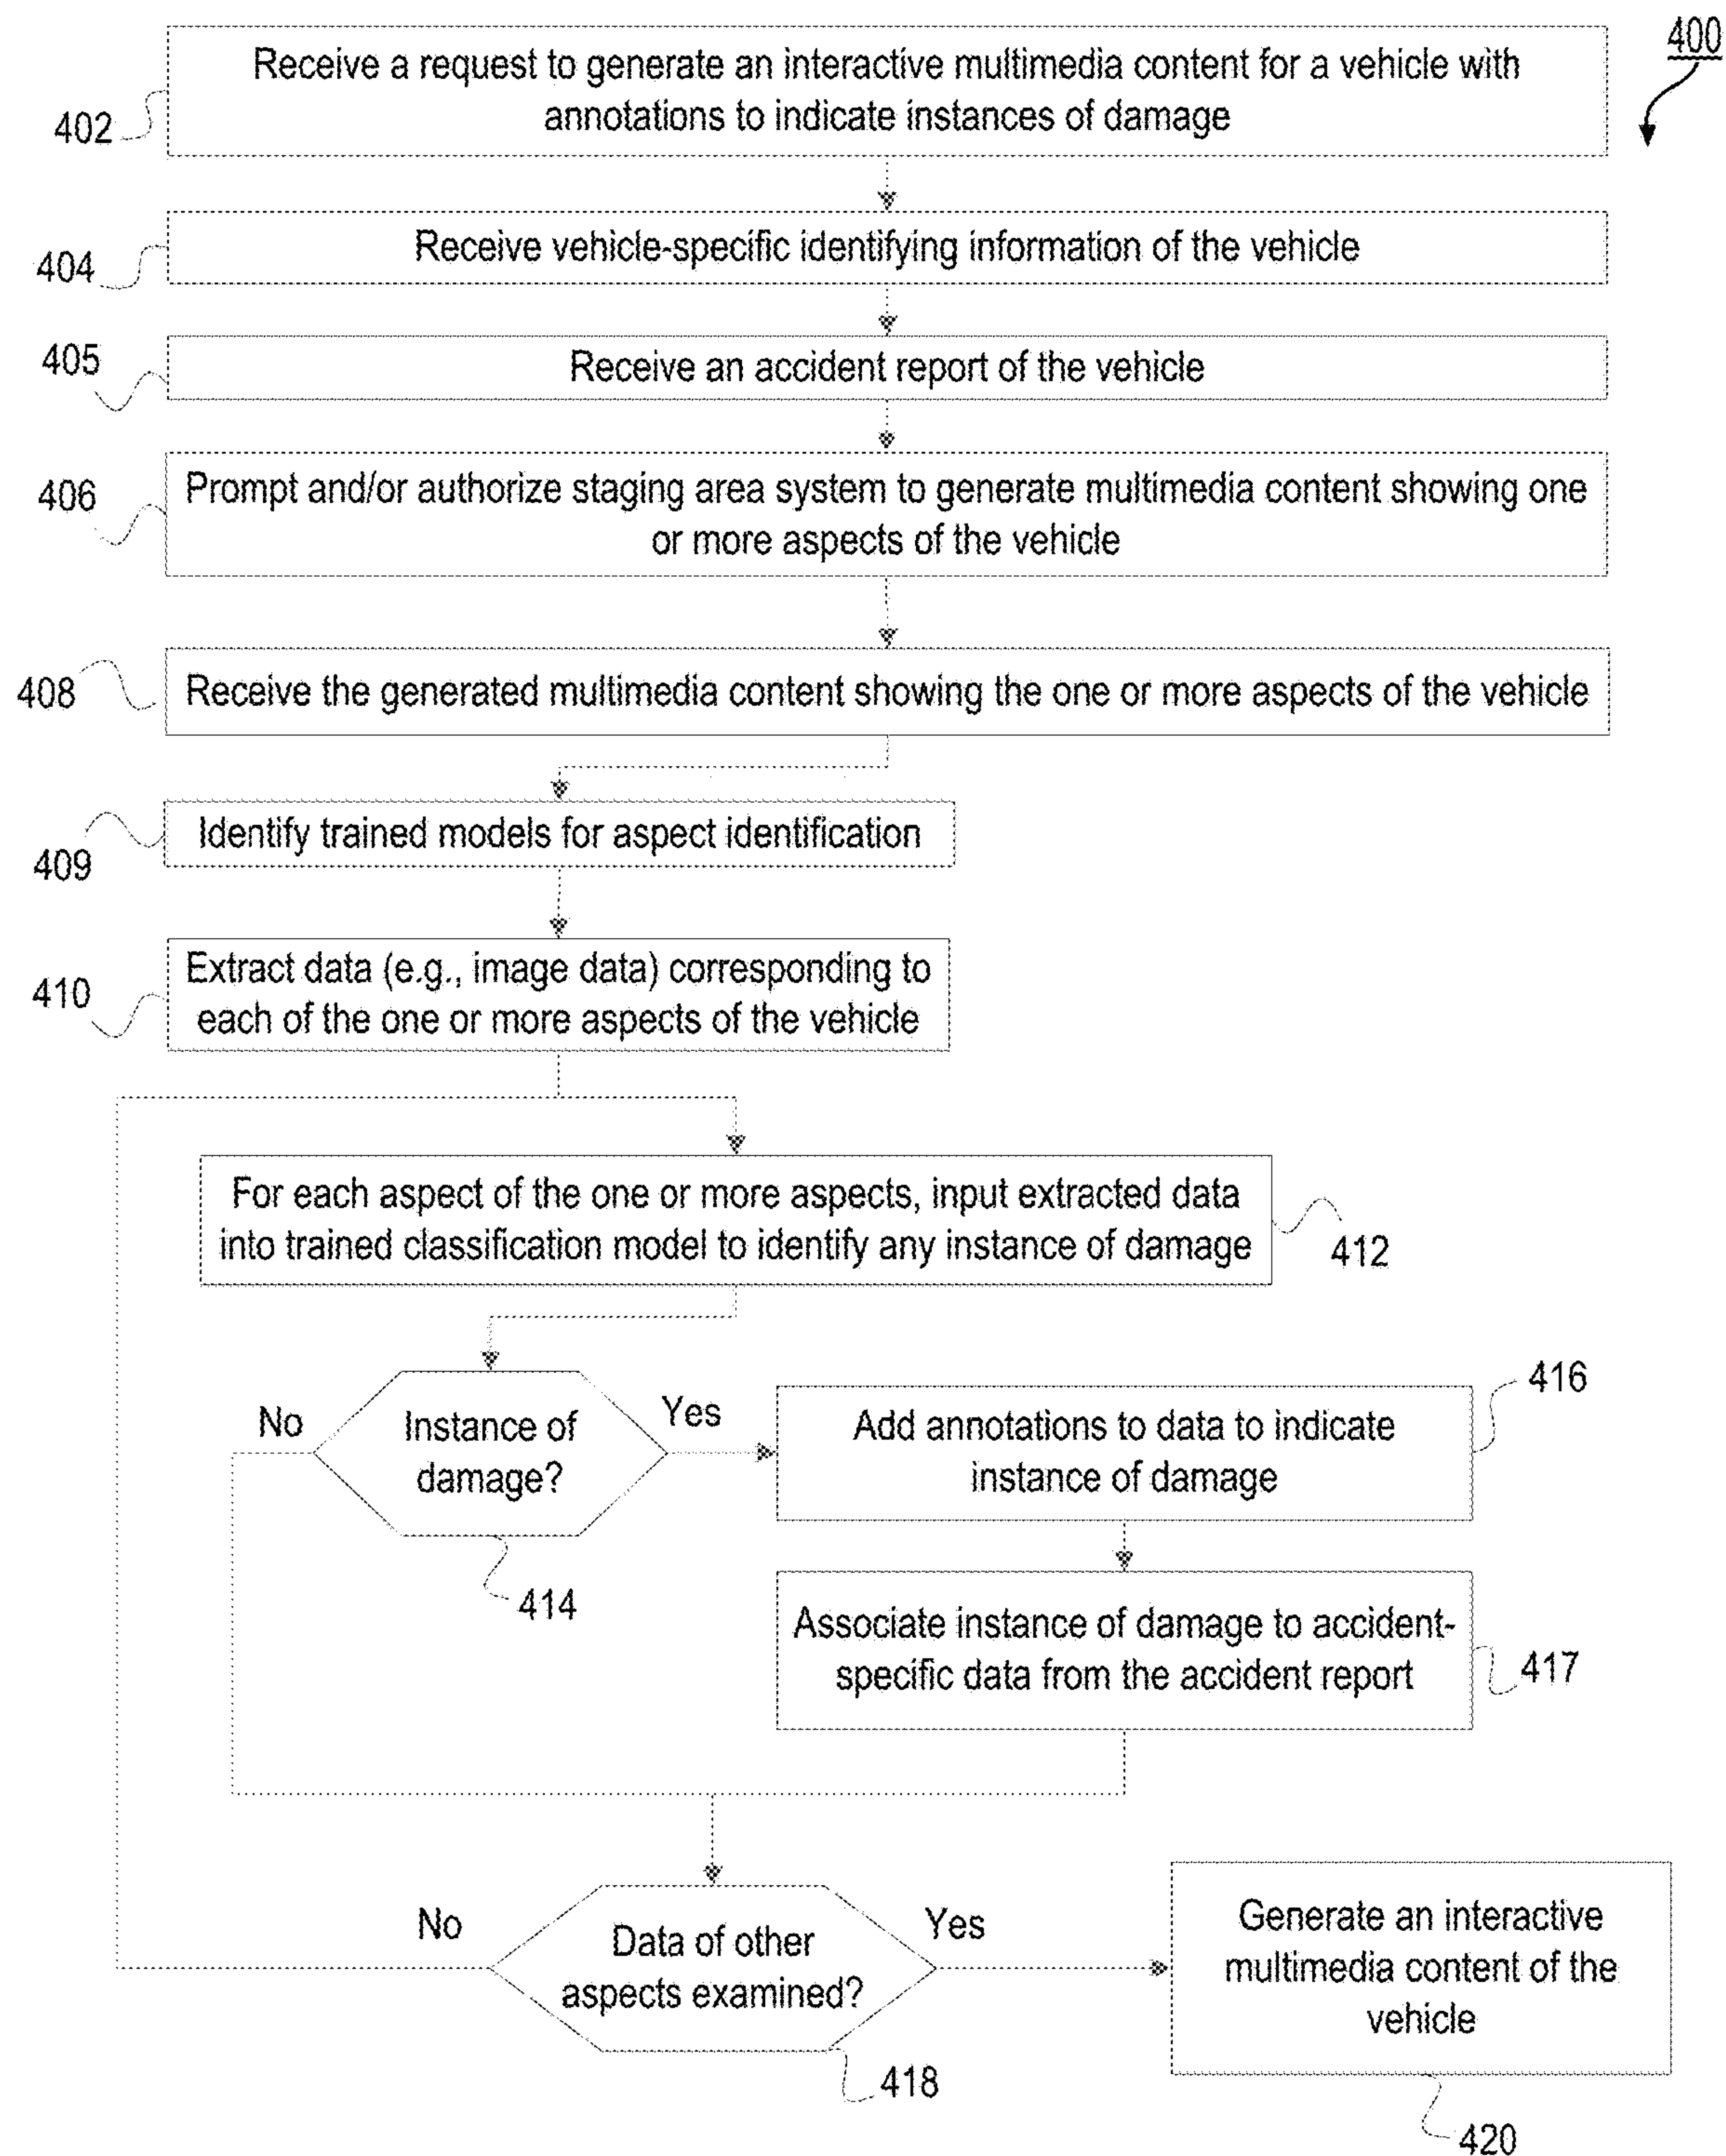 400
Receive a request to generate an interactive multimedia content for a vehicle with
annotations to indicate instances of damage
402
Receive vehicle-specific identifying information of the vehicle
404
405
Receive an accident report of the vehicle
406
Prompt and/or authorize staging area system to generate multimedia content showing one
or more aspects of the vehicle
408
Receive the generated multimedia content showing the one or more aspects of the vehicle
Identify trained models for aspect identification
409
Extract data (e.g., image data) corresponding to
each of the one or more aspects of the vehicle
410
For each aspect of the one or more aspects, input extracted data
into trained classification model to identify any instance of damage
412
No
Instance of
damage?
Yes
414
Add annotations to data to indicate
instance of damage
416
Associate instance of damage to accident-
specific data from the accident report
417
No
Data of other
aspects examined?
Yes
418
Generate an interactive
multimedia content of the
vehicle
420